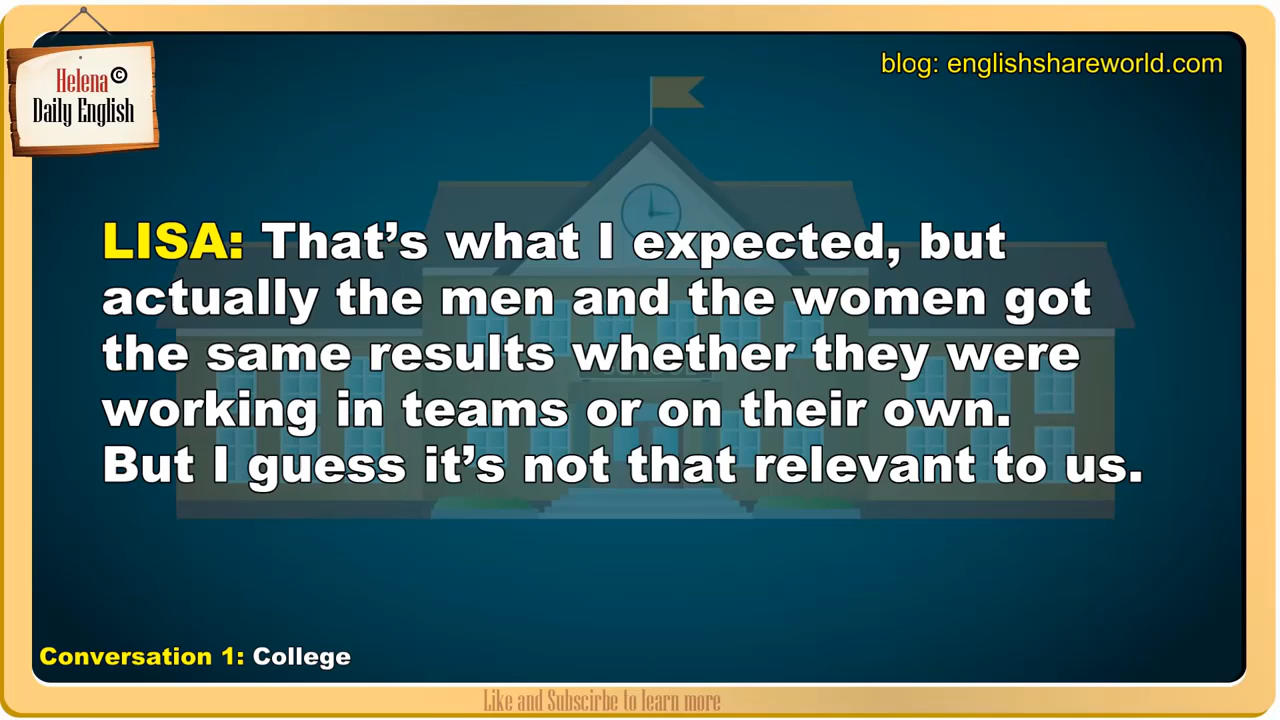 Helena ©
Daily English
blog: englishshareworld.com
LISA: That's what I expected, but
actually the men and the women got
the same results whether they were
working in teams or on their own.
But I guess it's not that relevant to us.
Conversation 1: College
Like and Subscirbe to learn more